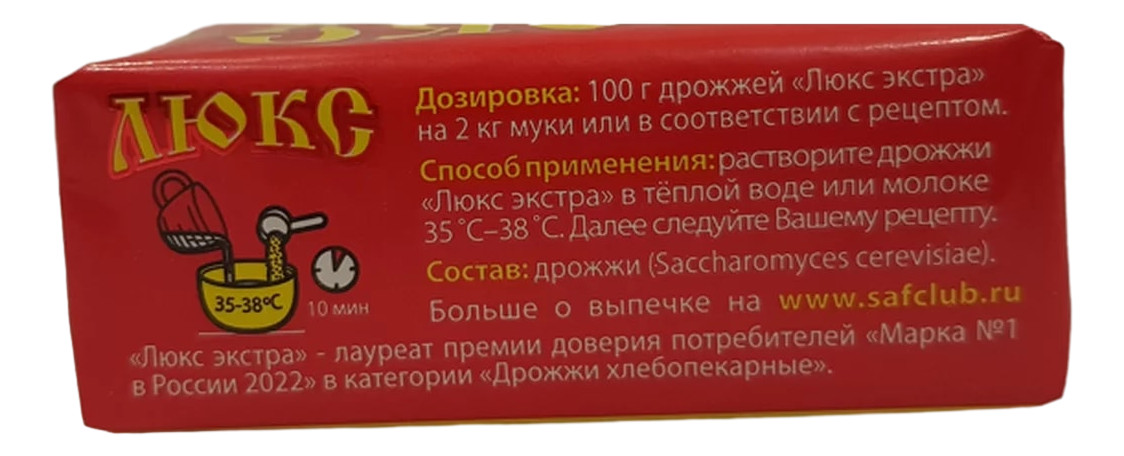 ЛЮКС
Дозировка: 100 г дрожжей «Люкс экстра»
на 2 кг муки или в соответствии с рецептом.
Способ применения: растворите дрожжи
«Люкс экстра» в тёплой воде или молоке
35 °C–38 °C. Далее следуйте Вашему рецепту.
Состав: дрожжи (Saccharomyces cerevisiae).
Больше о выпечке на www.safclub.ru
35-38ºC
10 мин
«Люкс экстра» - лауреат премии доверия потребителей «Марка №1
в России 2022» в категории «Дрожжи хлебопекарные».